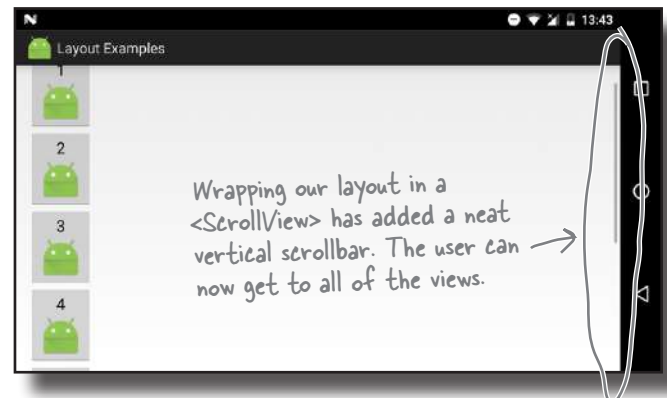 N
13:43
Layout Examples
1
2
3
4
Wrapping our layout in a
<ScrollView> has added a neat
vertical scrollbar. The user can
now get to all of the views.